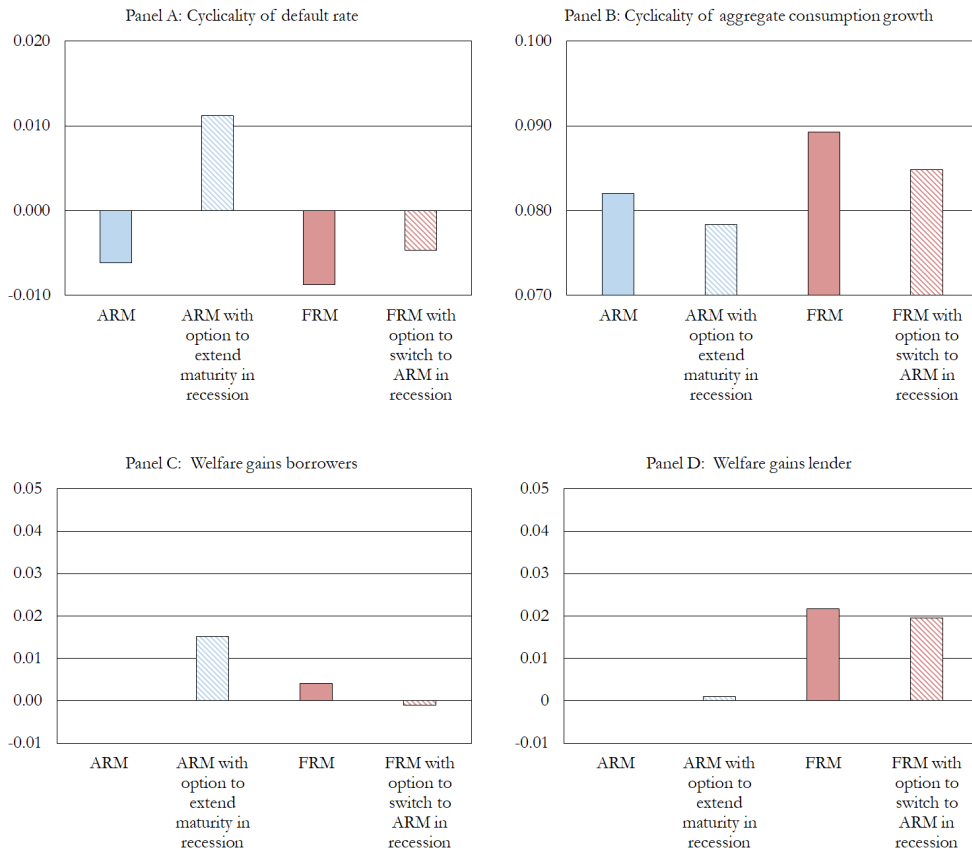 Panel A: Cyclicality of default rate
0.020
0.010
0.000
-0.010
ARM
ARM with
option to
extend
maturity in
recession
FRM
FRM with
option to
switch to
ARM in
recession
Panel B: Cyclicality of aggregate consumption growth
0.100
0.090
0.080
0.070
ARM
ARM with
option to
extend
maturity in
recession
FRM
FRM with
option to
switch to
ARM in
recession
Panel C: Welfare gains borrowers
0.05
0.04
0.03
0.02
0.01
0.00
-0.01
ARM
ARM with
option to
extend
maturity in
recession
FRM
FRM with
option to
switch to
ARM in
recession
Panel D: Welfare gains lender
0.05
0.04
0.03
0.02
0.01
0
-0.01
ARM
ARM with
option to
extend
maturity in
recession
FRM
FRM with
option to
switch to
ARM in
recession